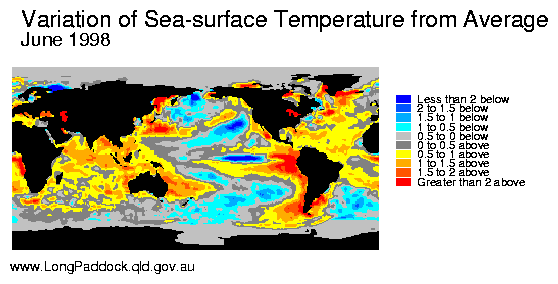 Variation of Sea-surface Temperature from Average
June 1998
Less than 2 below
2 to 1.5 below
1.5 to 1 below
1 to 0.5 below
0.5 to 0 below
0 to 0.5 above
0.5 to 1 above
1 to 1.5 above
1.5 to 2 above
Greater than 2 above
www.LongPaddock.qld.gov.au